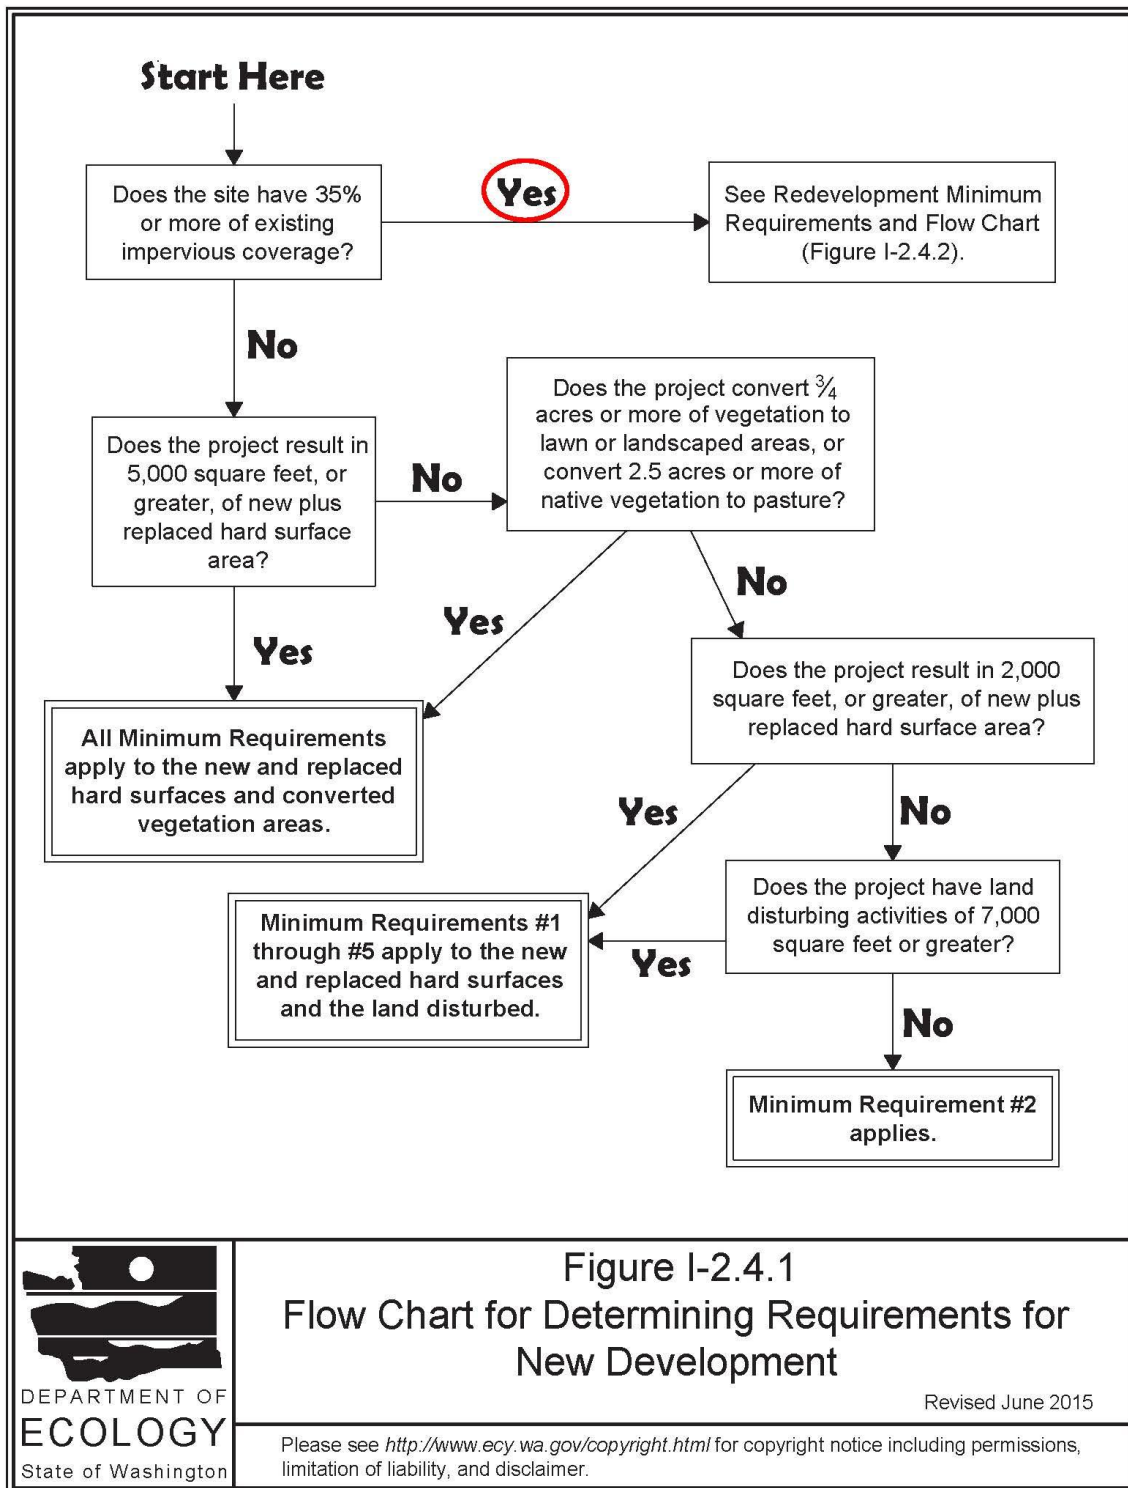 Start Here
Does the site have 35%
or more of existing
impervious coverage?
Yes
See Redevelopment Minimum
Requirements and Flow Chart
(Figure I-2.4.2).
No
Does the project result in
5,000 square feet, or
greater, of new plus
replaced hard surface
area?
No
Does the project convert ¾
acres or more of vegetation to
lawn or landscaped areas, or
convert 2.5 acres or more of
native vegetation to pasture?
Yes
Yes
No
All Minimum Requirements
apply to the new and replaced
hard surfaces and converted
vegetation areas.
Does the project result in 2,000
square feet, or greater, of new plus
replaced hard surface area?
Yes
No
Minimum Requirements #1
through #5 apply to the new
and replaced hard surfaces
and the land disturbed.
Yes
Does the project have land
disturbing activities of 7,000
square feet or greater?
No
Minimum Requirement #2
applies.
DEPARTMENT OF
ECOLOGY
State of Washington
Figure I-2.4.1
Flow Chart for Determining Requirements for
New Development
Revised June 2015
Please see http://www.ecy.wa.gov/copyright.html for copyright notice including permissions,
limitation of liability, and disclaimer.